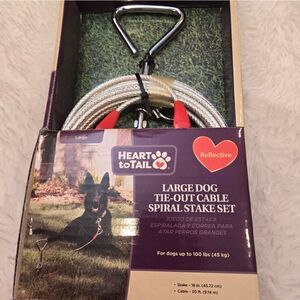 Large
HEART
to TAIL
Reflective
LARGE DOG
TIE-OUT CABLE
SPIRAL STAKE SET
JUEGO DE ESTACA
ESPIRALADA Y CORREA PARA
ATAR PERROS GRANDES
For dogs up to 100 lbs (45 kg)
• Stake - 18 in. (45.72 cm)
• Cable - 30 ft. (9.14 m)